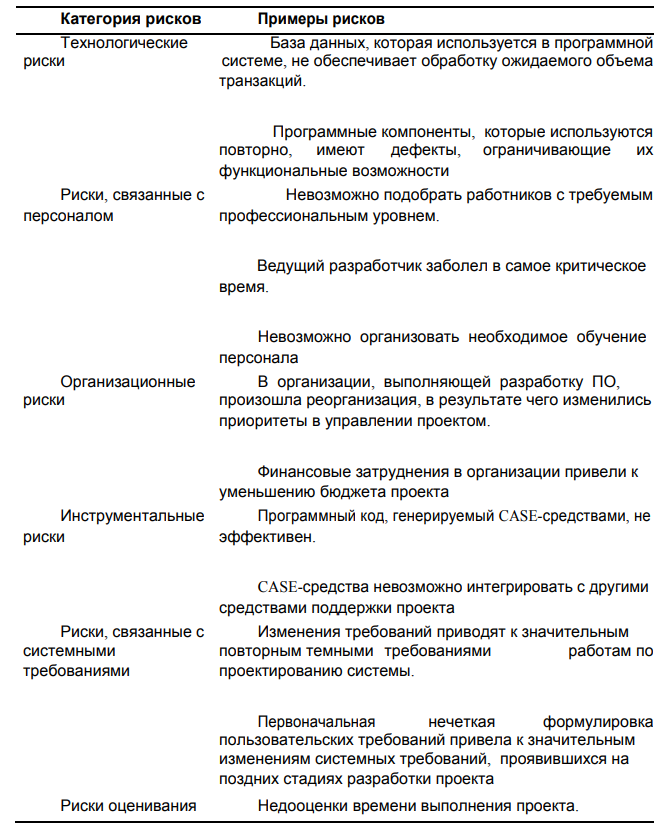 Категория рисков Примеры рисков
Технологические риски База данных, которая используется в программной
системе, не обеспечивает обработку ожидаемого объема
транзакций.
Программные компоненты, которые используются
повторно, имеют дефекты, ограничивающие их
функциональные возможности
Риски, связанные с персоналом Невозможно подобрать работников с требуемым
профессиональным уровнем.
Ведущий разработчик заболел в самое критическое
время.
Невозможно организовать необходимое обучение
персонала
Организационные риски В организации, выполняющей разработку ПО,
произошла реорганизация, в результате чего изменились
приоритеты в управлении проектом.
Финансовые затруднения в организации привели к
уменьшению бюджета проекта
Инструментальные риски Программный код, генерируемый CASE-средствами, не
эффективен.
CASE-средства невозможно интегрировать с другими
средствами поддержки проекта
Риски, связанные с системными требованиями Изменения требований приводят к значительным
повторным темными требованиями работам по
проектированию системы.
Первоначальная нечеткая формулировка
пользовательских требований привела к значительным
изменениям системных требований, проявившихся на
поздних стадиях разработки проекта
Риски оценивания Недооценки времени выполнения проекта.